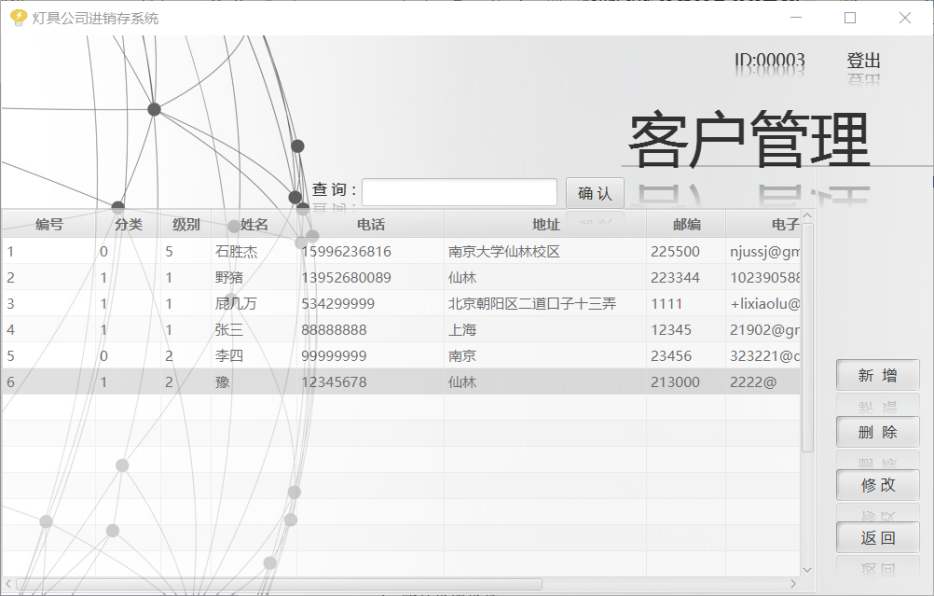 灯具公司进销存系统
ID:00003 登出
客户管理
查询: 确认
编号 分类 级别 姓名 电话 地址 邮编 电子
1 0 5 石胜杰 15996236816 南京大学仙林校区 225500 njussj@gm
2 1 1 野猪 13952680089 仙林 223344 102390588
3 1 1 屁几万 534299999 北京朝阳区二道口子十三弄 1111 +lixiaolu@
4 1 1 张三 88888888 上海 12345 21902@gr
5 0 2 李四 99999999 南京 23456 323221@c
6 1 2 豫 12345678 仙林 213000 2222@
新增
删除
修改
返回